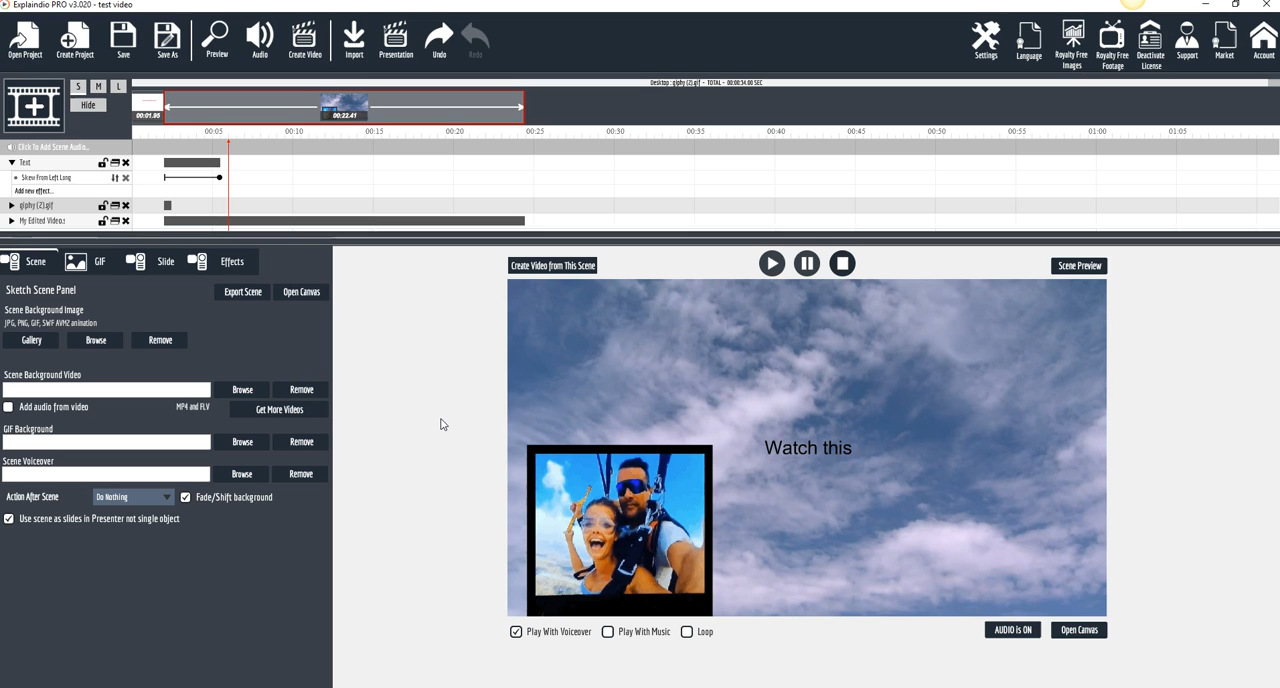 Explaindio PRO v3.020 - test video
Open Project
Create Project
Save
Save As
Preview
Audio
Create Video
Import
Presentation
Undo
Redo
Settings
Language
Royalty Free Images
Royalty Free Footage
Deactivate License
Support
Market
Account
S M L
Hide
Desktop : giphy (2).gif - TOTAL - 00:00:34.00 SEC
00:01.95
00:22.41
00:05 00:10 00:15 00:20 00:25 00:30 00:35 00:40 00:45 00:50 00:55 01:00 01:05
Click To Add Scene Audio...
Text
Skew From Left Long
Add new effect...
giphy (2).gif
My Edited Video.s
Scene GIF Slide Effects
Sketch Scene Panel
Export Scene Open Canvas
Scene Background Image
JPG, PNG, GIF, SWF AVMZ animation
Gallery Browse Remove
Scene Background Video
Browse Remove
Add audio from video MP4 and FLV
Get More Videos
GIF Background
Browse Remove
Scene Voiceover
Browse Remove
Action After Scene Do Nothing Fade/Shift background
Use scene as slides in Presenter not single object
Create Video from This Scene
Scene Preview
Watch this
Play With Voiceover Play With Music Loop
AUDIO is ON Open Canvas